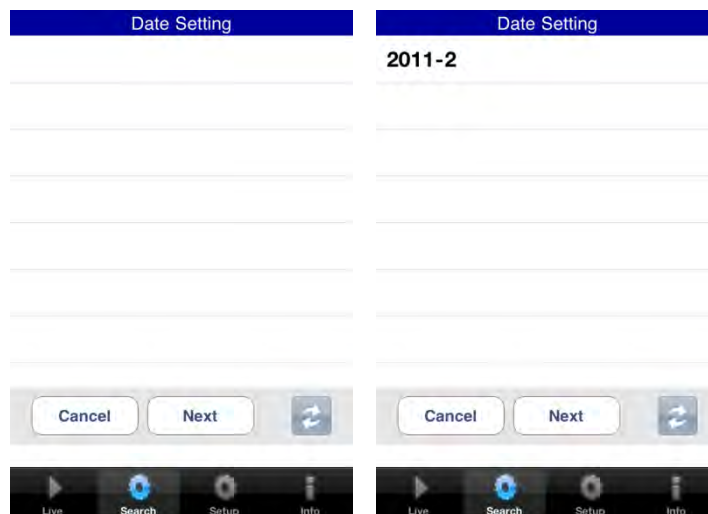 Date Setting
Cancel
Next
Live
Search
Setup
Info
Date Setting
2011-2
Cancel
Next
Live
Search
Setup
Info